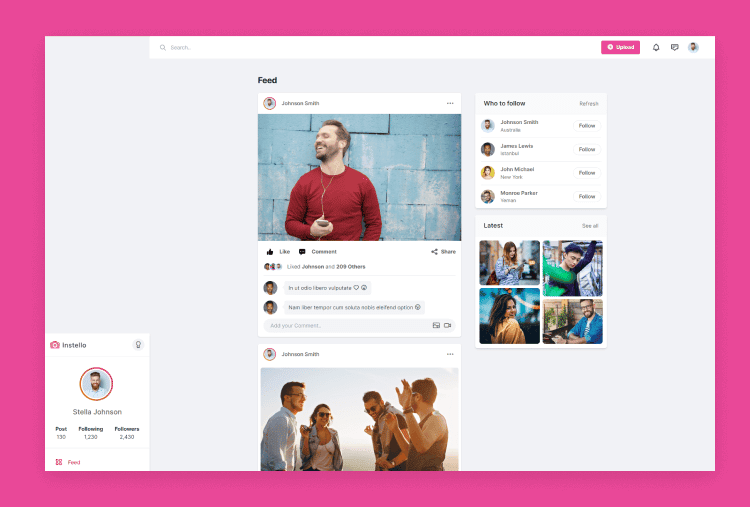 Search..
Upload
Feed
Johnson Smith
Like
Comment
Share
Liked Johnson and 209 Others
In ut odio libero vulputate
Nam liber tempor cum soluta nobis eleifend option
Add your Comment..
Johnson Smith
Who to follow
Refresh
Johnson Smith
Australia
Follow
James Lewis
Istanbul
Follow
John Michael
New York
Follow
Monroe Parker
Yeman
Follow
Latest
See all
Instello
Stella Johnson
Post Following Followers
130 1,230 2,430
Feed